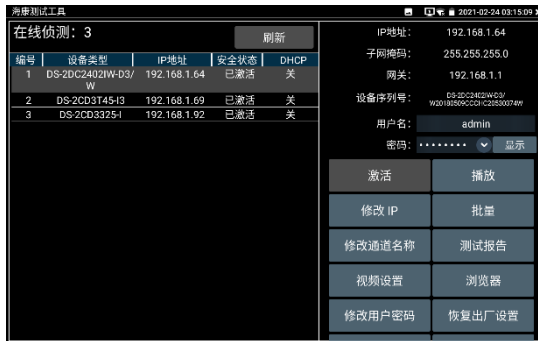 海康测试工具
2021-02-24 03:15:09
在线侦测：3
刷新
编号 设备类型 IP地址 安全状态 DHCP
1 DS-2DC2402IW-D3/W 192.168.1.64 已激活 关
2 DS-2CD3T45-I3 192.168.1.69 已激活 关
3 DS-2CD3325-I 192.168.1.92 已激活 关
IP地址： 192.168.1.64
子网掩码： 255.255.255.0
网关： 192.168.1.1
设备序列号： DS-2DC2402IW-D3/
用户名： admin
密码： •••••••• 显示
激活 播放
修改 IP 批量
修改通道名称 测试报告
视频设置 浏览器
修改用户密码 恢复出厂设置